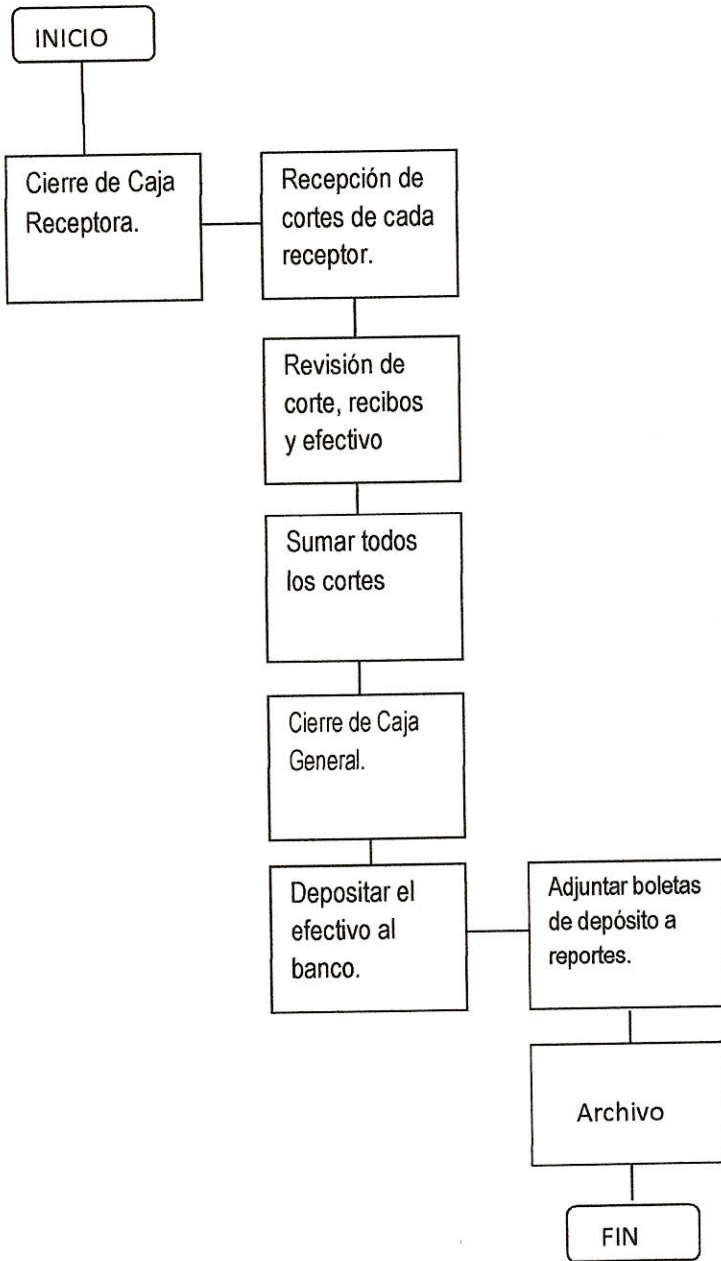 INICIO
Cierre de Caja
Receptora.
Recepción de
cortes de cada
receptor.
Revisión de
corte, recibos
y efectivo
Sumar todos
los cortes
Cierre de Caja
General.
Depositar el
efectivo al
banco.
Adjuntar boletas
de depósito a
reportes.
Archivo
FIN